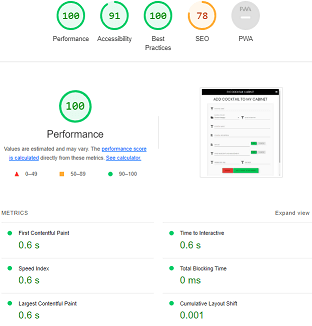 100
91
100
78
PWA
Performance
Accessibility
Best
Practices
SEO
PWA
100
Performance
Values are estimated and may vary. The performance score
is calculated directly from these metrics. See calculator.
0–49
50–89
90–100
ADD COCKTAIL TO MY CABINET
METRICS
Expand view
First Contentful Paint
0.6 s
Time to Interactive
0.6 s
Speed Index
0.6 s
Total Blocking Time
0 ms
Largest Contentful Paint
0.6 s
Cumulative Layout Shift
0.001